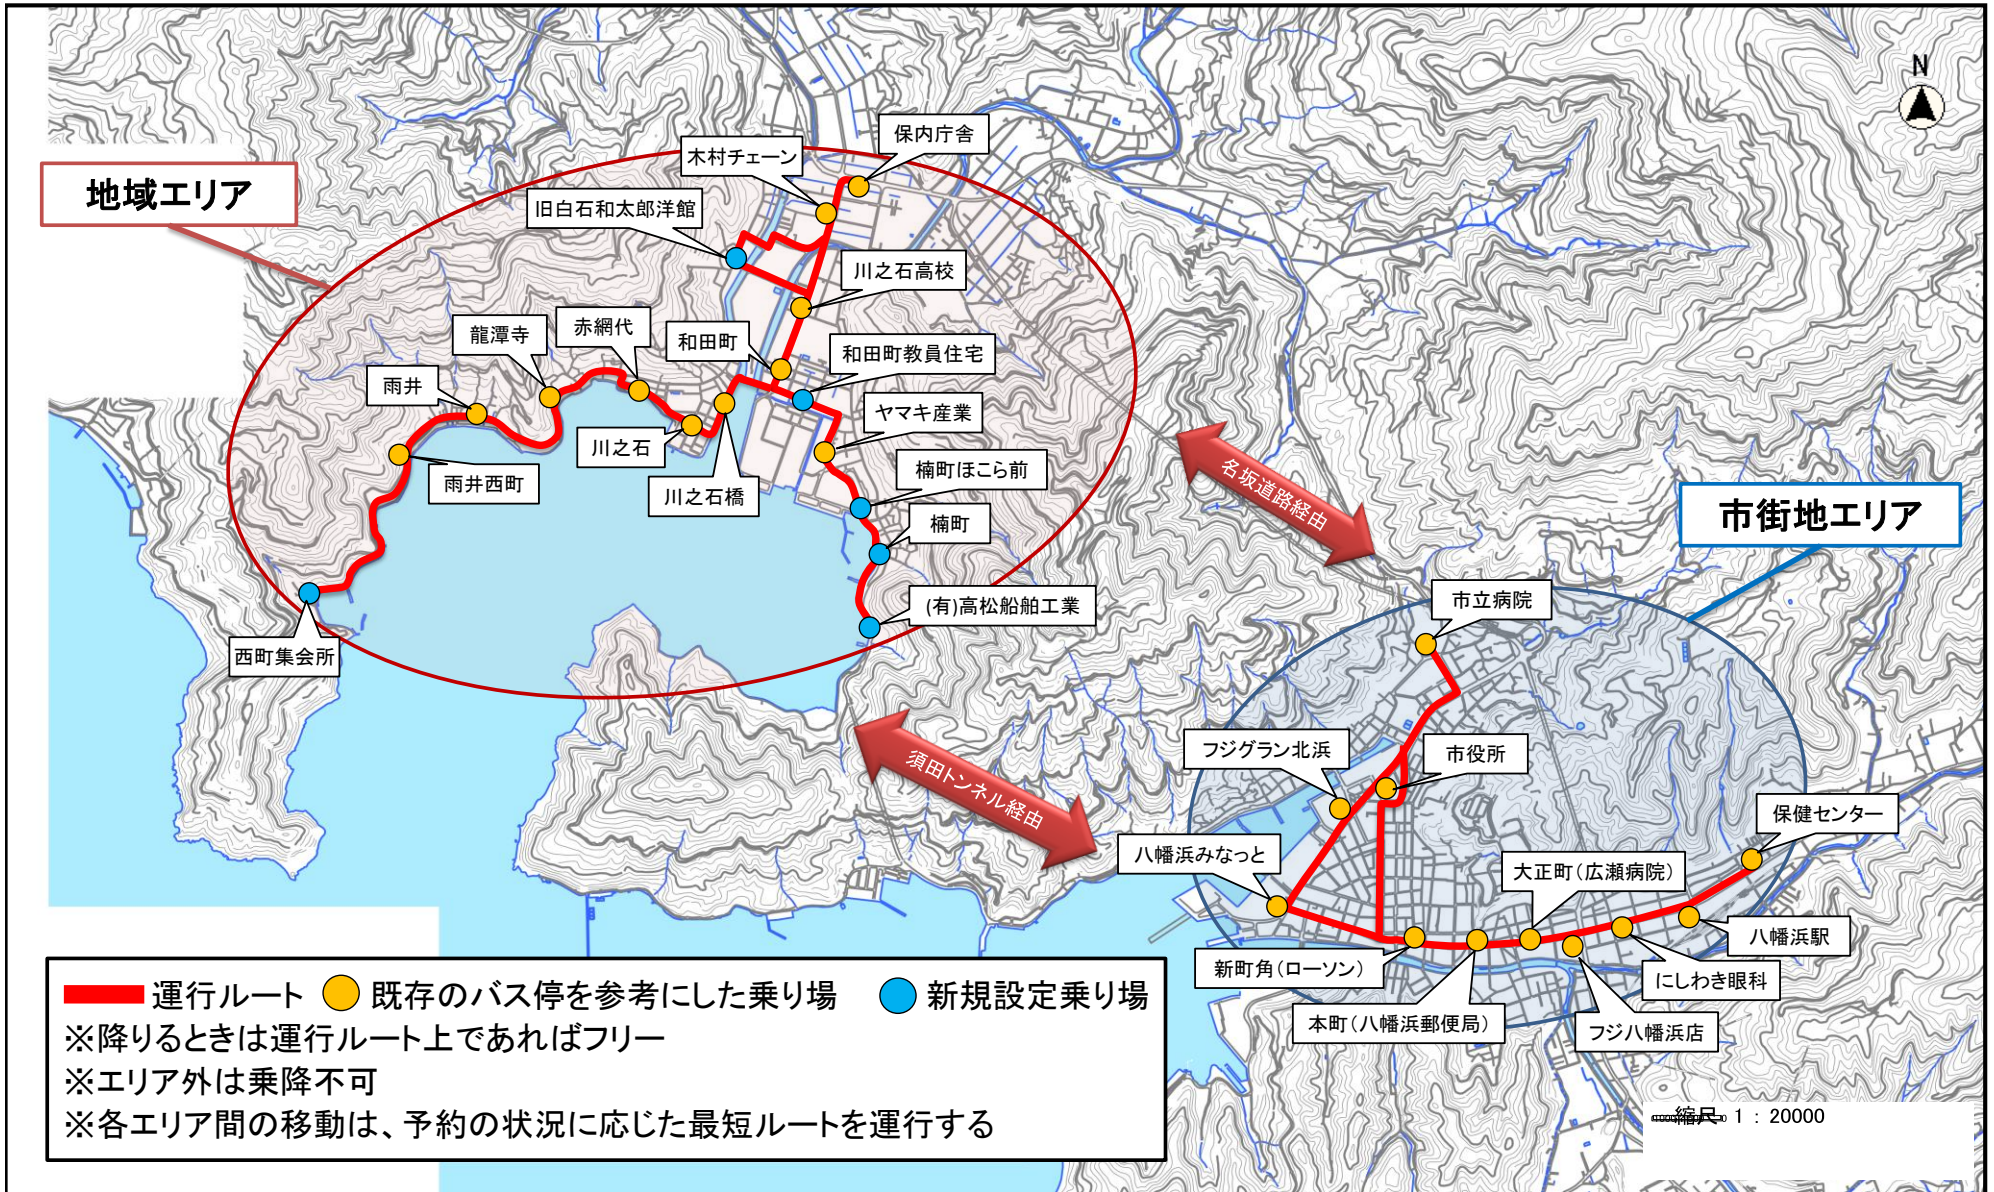 N
保内庁舎
木村チェーン
地域エリア
旧白石和太郎洋館
川之石高校
龍潭寺
赤網代
和田町
和田町教員住宅
雨井
ヤマキ産業
川之石
楠町ほこら前
雨井西町
川之石橋
名坂道路経由
市街地エリア
楠町
(有)高松船舶工業
市立病院
西町集会所
フジグラン北浜
市役所
須田トンネル経由
保健センター
八幡浜みなっと
大正町(広瀬病院)
八幡浜駅
新町角(ローソン)
にしわき眼科
本町(八幡浜郵便局)
フジ八幡浜店
運行ルート 既存のバス停を参考にした乗り場 新規設定乗り場
※降りるときは運行ルート上であればフリー
※エリア外は乗降不可
※各エリア間の移動は、予約の状況に応じた最短ルートを運行する
縮尺 1 : 20000